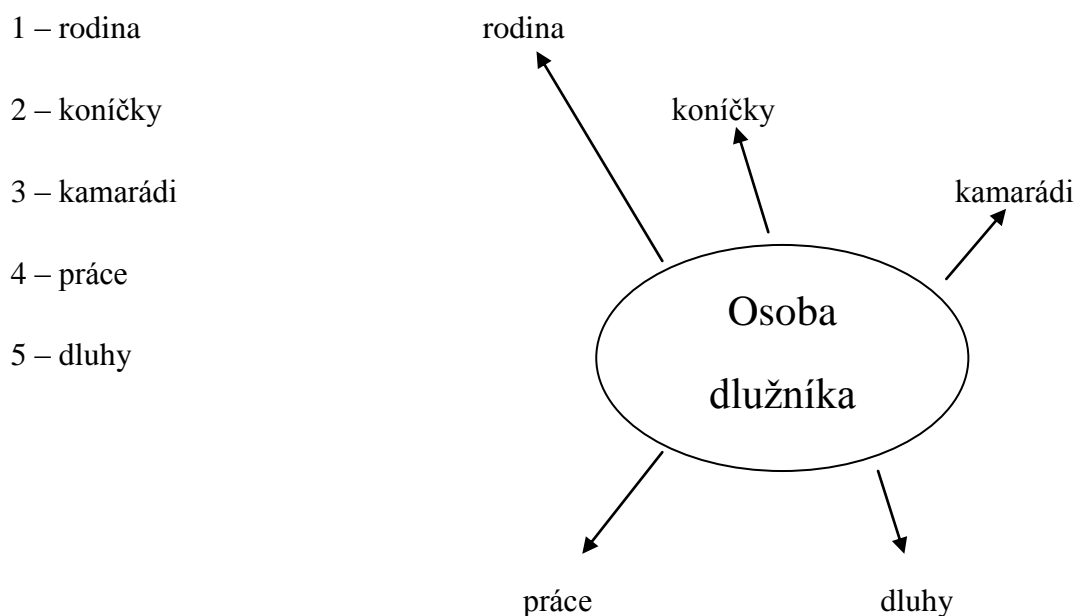 1 – rodina
2 – koníčky
3 – kamarádi
4 – práce
5 – dluhy
rodina
koníčky
kamarádi
Osoba
dlužníka
práce
dluhy